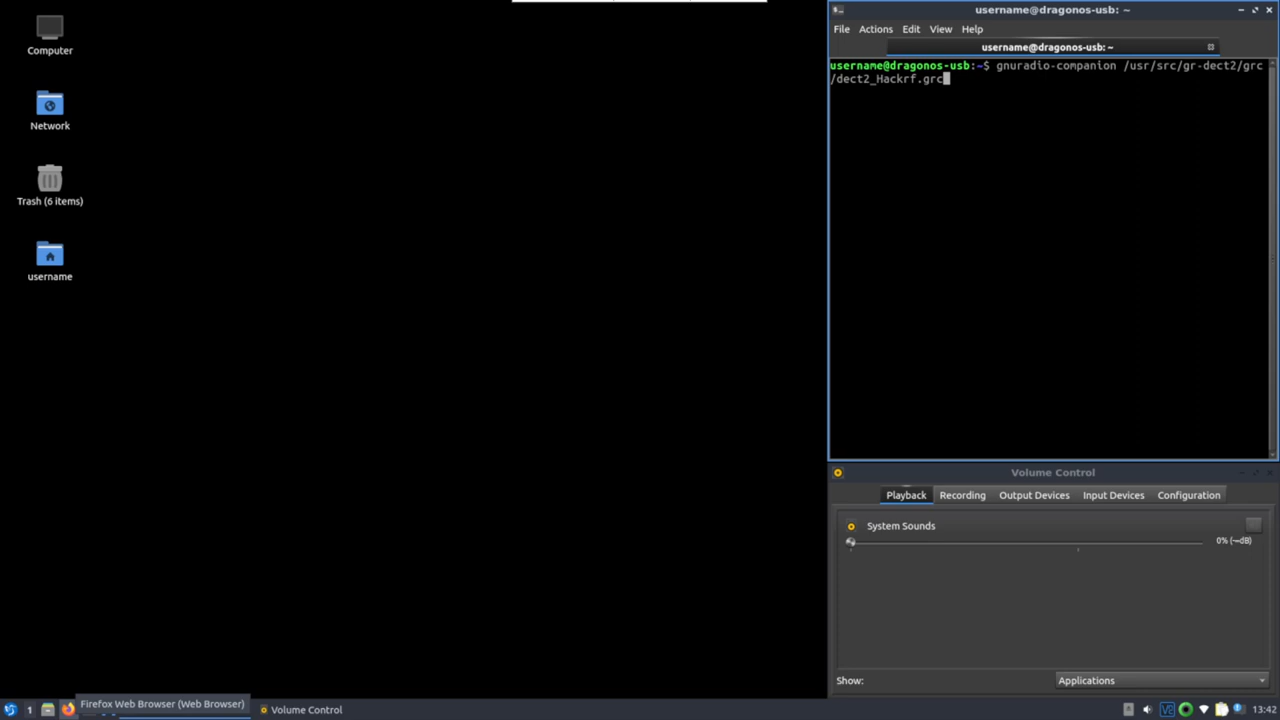 Computer
Network
Trash (6 items)
username
username@dragonos-usb: ~
File Actions Edit View Help
username@dragonos-usb: ~
username@dragonos-usb:~$ gnuradio-companion /usr/src/gr-dect2/grc
/dect2_Hackrf.grc
Volume Control
Playback Recording Output Devices Input Devices Configuration
System Sounds
0% (-∞dB)
Show: Applications
1
Firefox Web Browser (Web Browser)
Volume Control
13:42